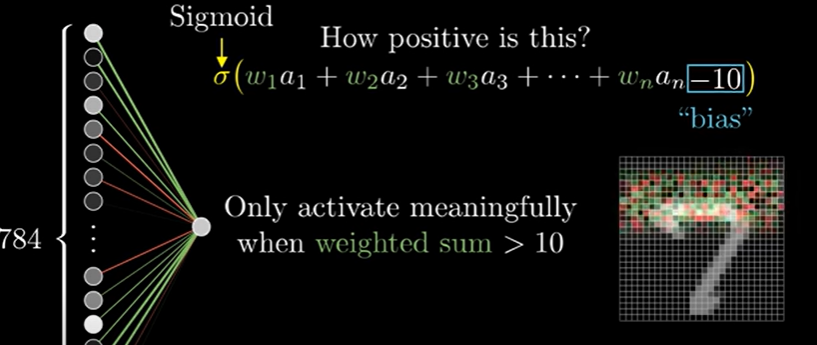 Sigmoid
How positive is this?
σ(w₁a₁ + w₂a₂ + w₃a₃ + ⋯ + wₙaₙ−10)
“bias”
784
Only activate meaningfully
when weighted sum > 10